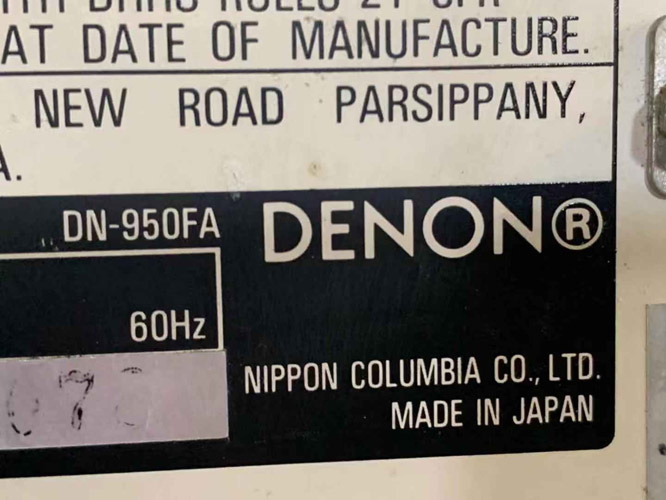 AT DATE OF MANUFACTURE.
NEW ROAD PARSIPPANY,
A.
DN-950FA DENON®
60Hz
NIPPON COLUMBIA CO., LTD.
MADE IN JAPAN